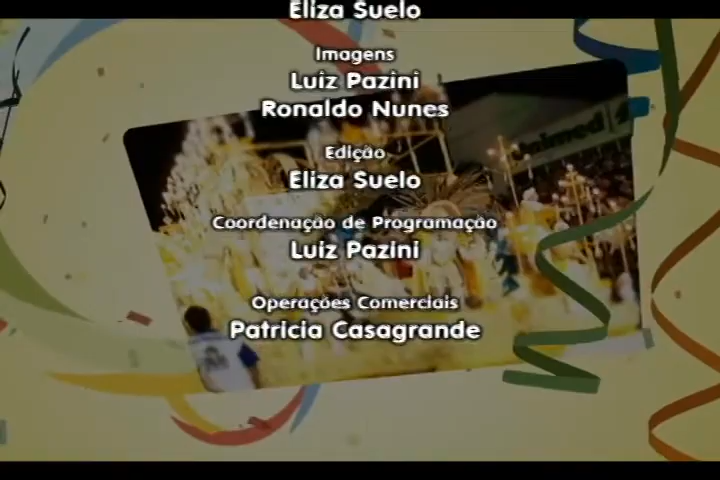 Eliza Suelo
Imagens
Luiz Pazini
Ronaldo Nunes
Edição
Eliza Suelo
Coordenação de Programação
Luiz Pazini
Operações Comerciais
Patricia Casagrande
Unimed